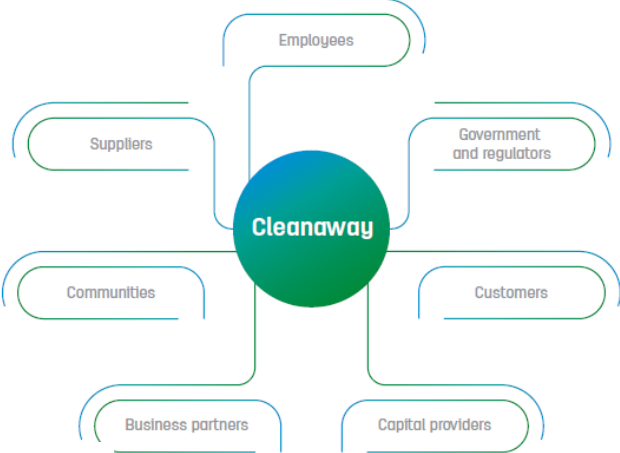 Employees
Suppliers
Government
and regulators
Cleanaway
Communities
Customers
Business partners
Capital providers